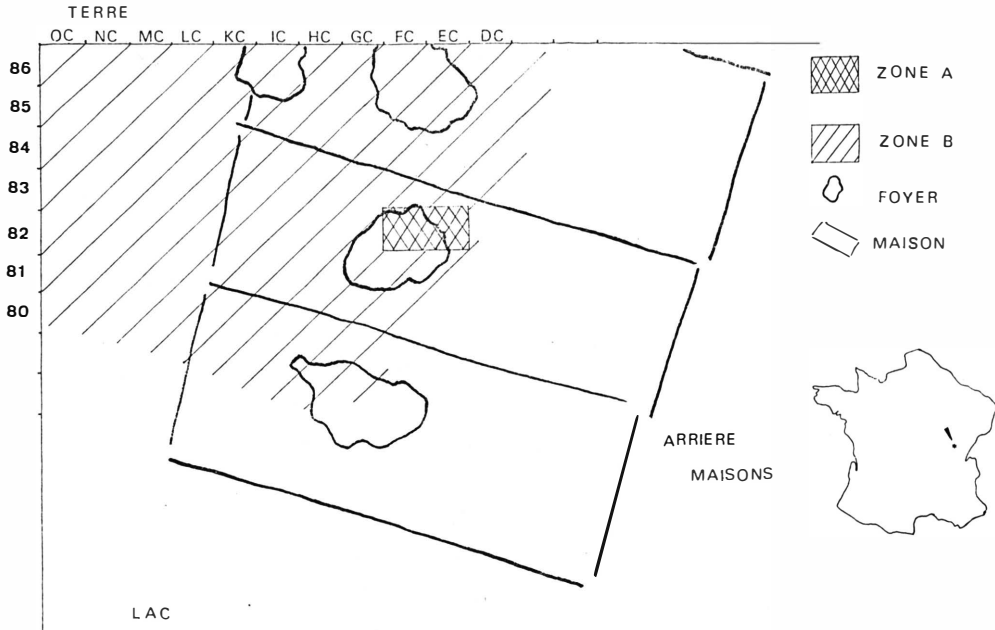 TERRE
OC NC MC LC KC IC HC GC FC EC DC
86
85
84
83
82
81
80
ZONE A
ZONE B
FOYER
MAISON
ARRIERE
MAISONS
LAC